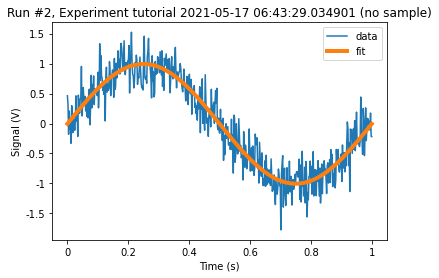 Run #2, Experiment tutorial 2021-05-17 06:43:29.034901 (no sample)
data
fit
Signal (V)
1.5
1
0.5
0
-0.5
-1
-1.5
0
0.2
0.4
0.6
0.8
1
Time (s)